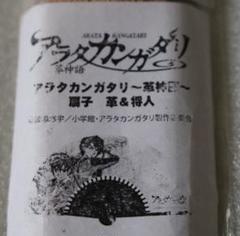 ARATA KANGATARI
アラタカンガタリ
革神語
アラタカンガタリ～革神語～
扇子 革&将人
／小学館・アラタカンガタリ製作委員会